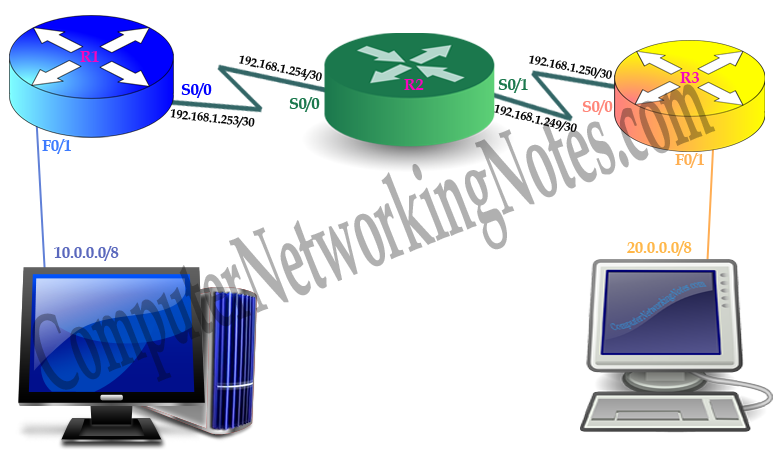 R1
S0/0
192.168.1.253/30
F0/1
192.168.1.254/30
S0/0
R2
S0/1
192.168.1.249/30
192.168.1.250/30
S0/0
R3
F0/1
10.0.0.0/8
20.0.0.0/8
ComputerNetworkingNotes.com
ComputerNetworkingNotes.com